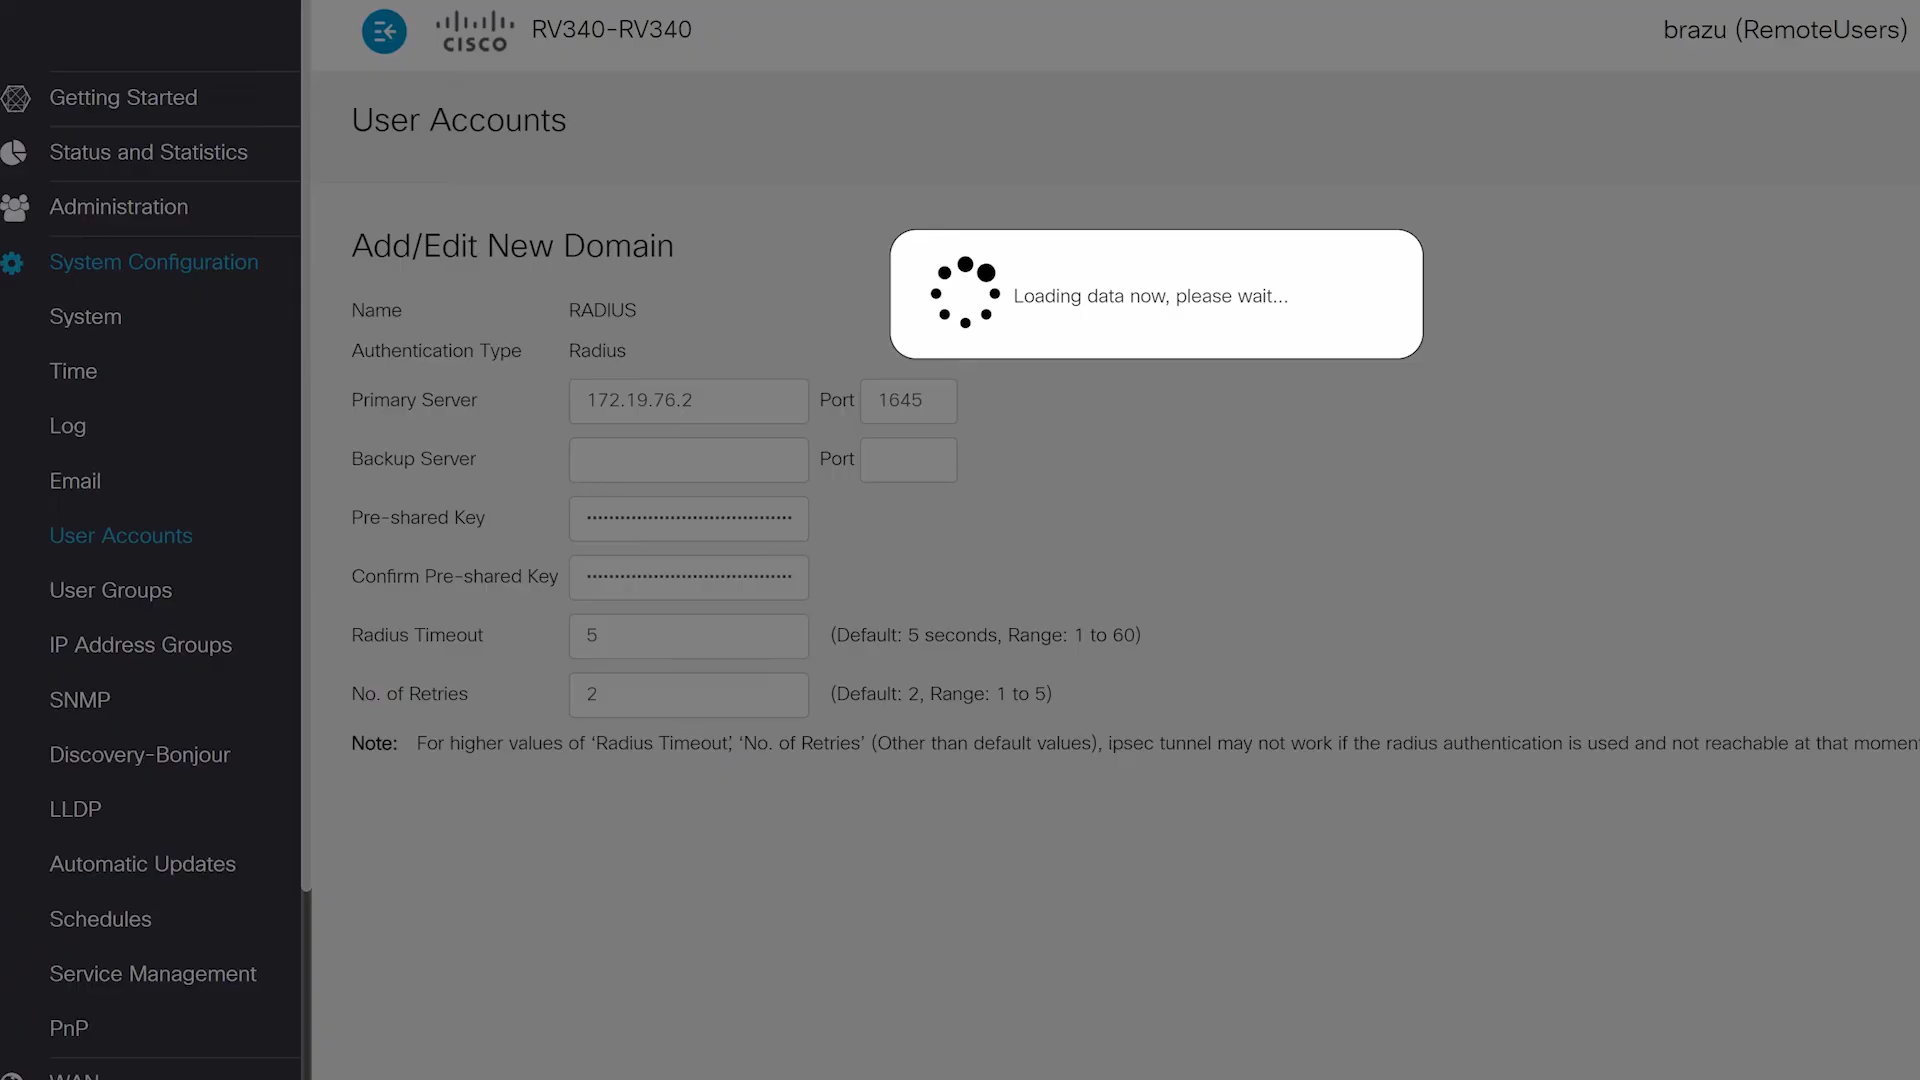 CISCO
RV340-RV340
brazu (RemoteUsers)
Getting Started
Status and Statistics
Administration
System Configuration
System
Time
Log
Email
User Accounts
User Groups
IP Address Groups
SNMP
Discovery-Bonjour
LLDP
Automatic Updates
Schedules
Service Management
PnP
WAN
User Accounts
Add/Edit New Domain
Loading data now, please wait...
Name RADIUS
Authentication Type Radius
Primary Server 172.19.76.2 Port 1645
Backup Server Port
Pre-shared Key ••••••••••••••••••••••••••••••••••••
Confirm Pre-shared Key ••••••••••••••••••••••••••••••••••••
Radius Timeout 5 (Default: 5 seconds, Range: 1 to 60)
No. of Retries 2 (Default: 2, Range: 1 to 5)
Note: For higher values of ‘Radius Timeout’, ‘No. of Retries’ (Other than default values), ipsec tunnel may not work if the radius authentication is used and not reachable at that momen